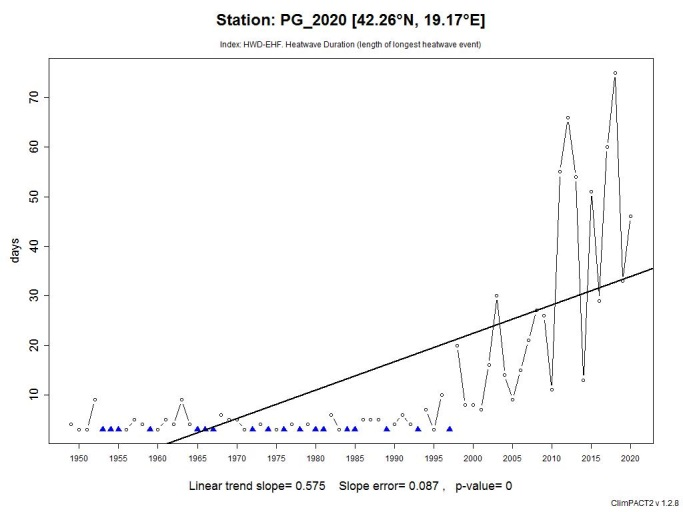 Station: PG_2020 [42.26°N, 19.17°E]
Index: HWD-EHF. Heatwave Duration (length of longest heatwave event)
days
70
60
50
40
30
20
10
1950 1955 1960 1965 1970 1975 1980 1985 1990 1995 2000 2005 2010 2015 2020
Linear trend slope= 0.575 Slope error= 0.087 , p-value= 0
ClimPACT2 v 1.2.8